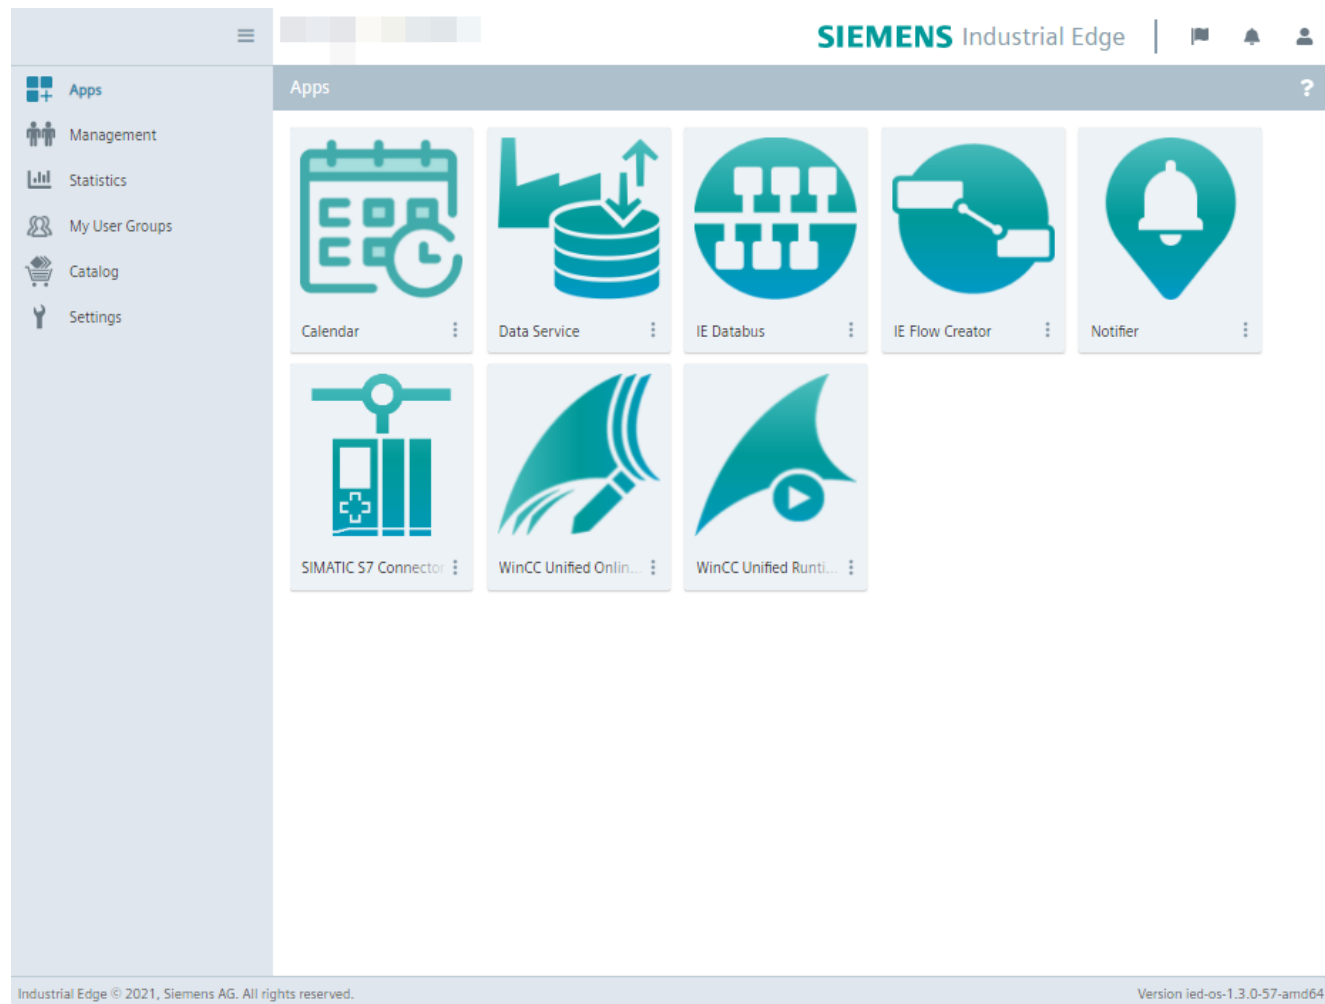 SIEMENS Industrial Edge
Apps
Management
Statistics
My User Groups
Catalog
Settings
Apps ?
Calendar
Data Service
IE Databus
IE Flow Creator
Notifier
SIMATIC S7 Connector
WinCC Unified Onlin...
WinCC Unified Runti...
Industrial Edge © 2021, Siemens AG. All rights reserved.
Version ied-os-1.3.0-57-amd64